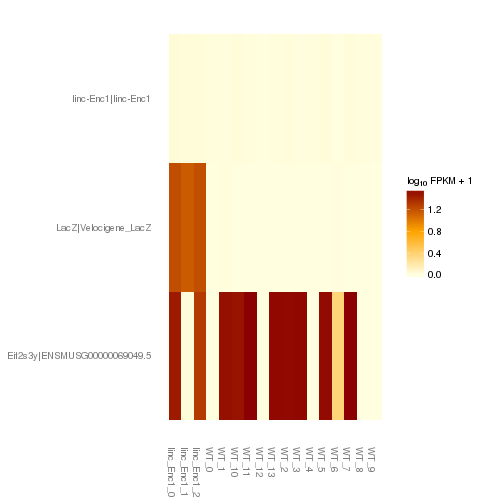 linc-Enc1|linc-Enc1
LacZ|Velocigene_LacZ
Eif2s3y|ENSMUSG00000069049.5
log10 FPKM + 1
1.2
0.8
0.4
0.0
linc_Enc1_0
linc_Enc1_1
linc_Enc1_2
WT_0
WT_1
WT_10
WT_11
WT_12
WT_13
WT_2
WT_3
WT_4
WT_5
WT_6
WT_7
WT_8
WT_9